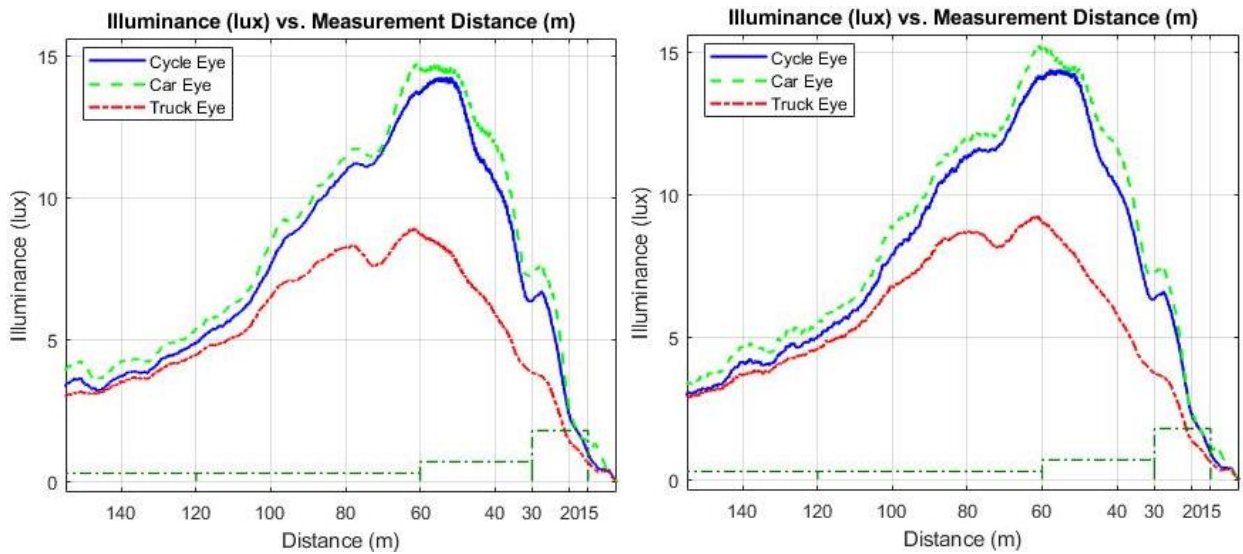 Illuminance (lux) vs. Measurement Distance (m)
Cycle Eye
Car Eye
Truck Eye
15
10
5
0
Illuminance (lux)
140 120 100 80 60 40 30 2015
Distance (m)
Illuminance (lux) vs. Measurement Distance (m)
Cycle Eye
Car Eye
Truck Eye
15
10
5
0
Illuminance (lux)
140 120 100 80 60 40 30 2015
Distance (m)